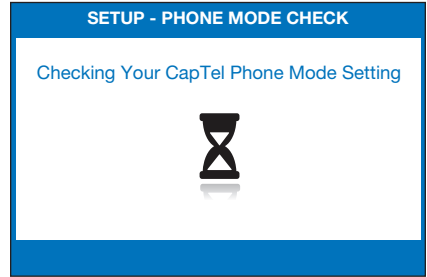 SETUP - PHONE MODE CHECK
Checking Your CapTel Phone Mode Setting